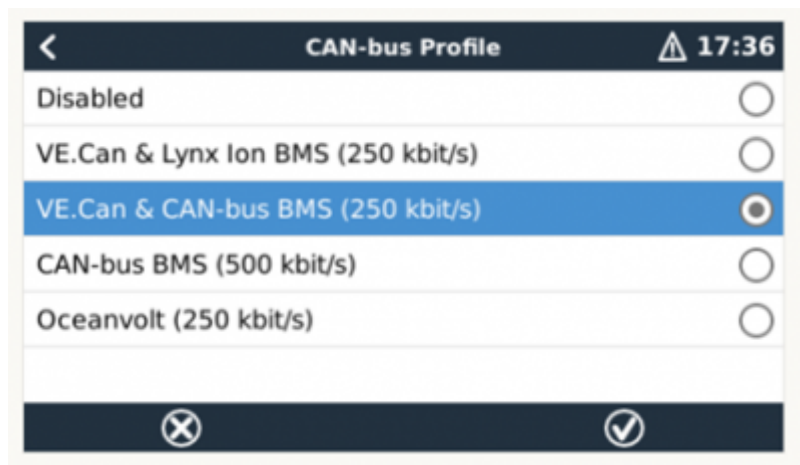 CAN-bus Profile 17:36
Disabled
VE.Can & Lynx Ion BMS (250 kbit/s)
VE.Can & CAN-bus BMS (250 kbit/s)
CAN-bus BMS (500 kbit/s)
Oceanvolt (250 kbit/s)